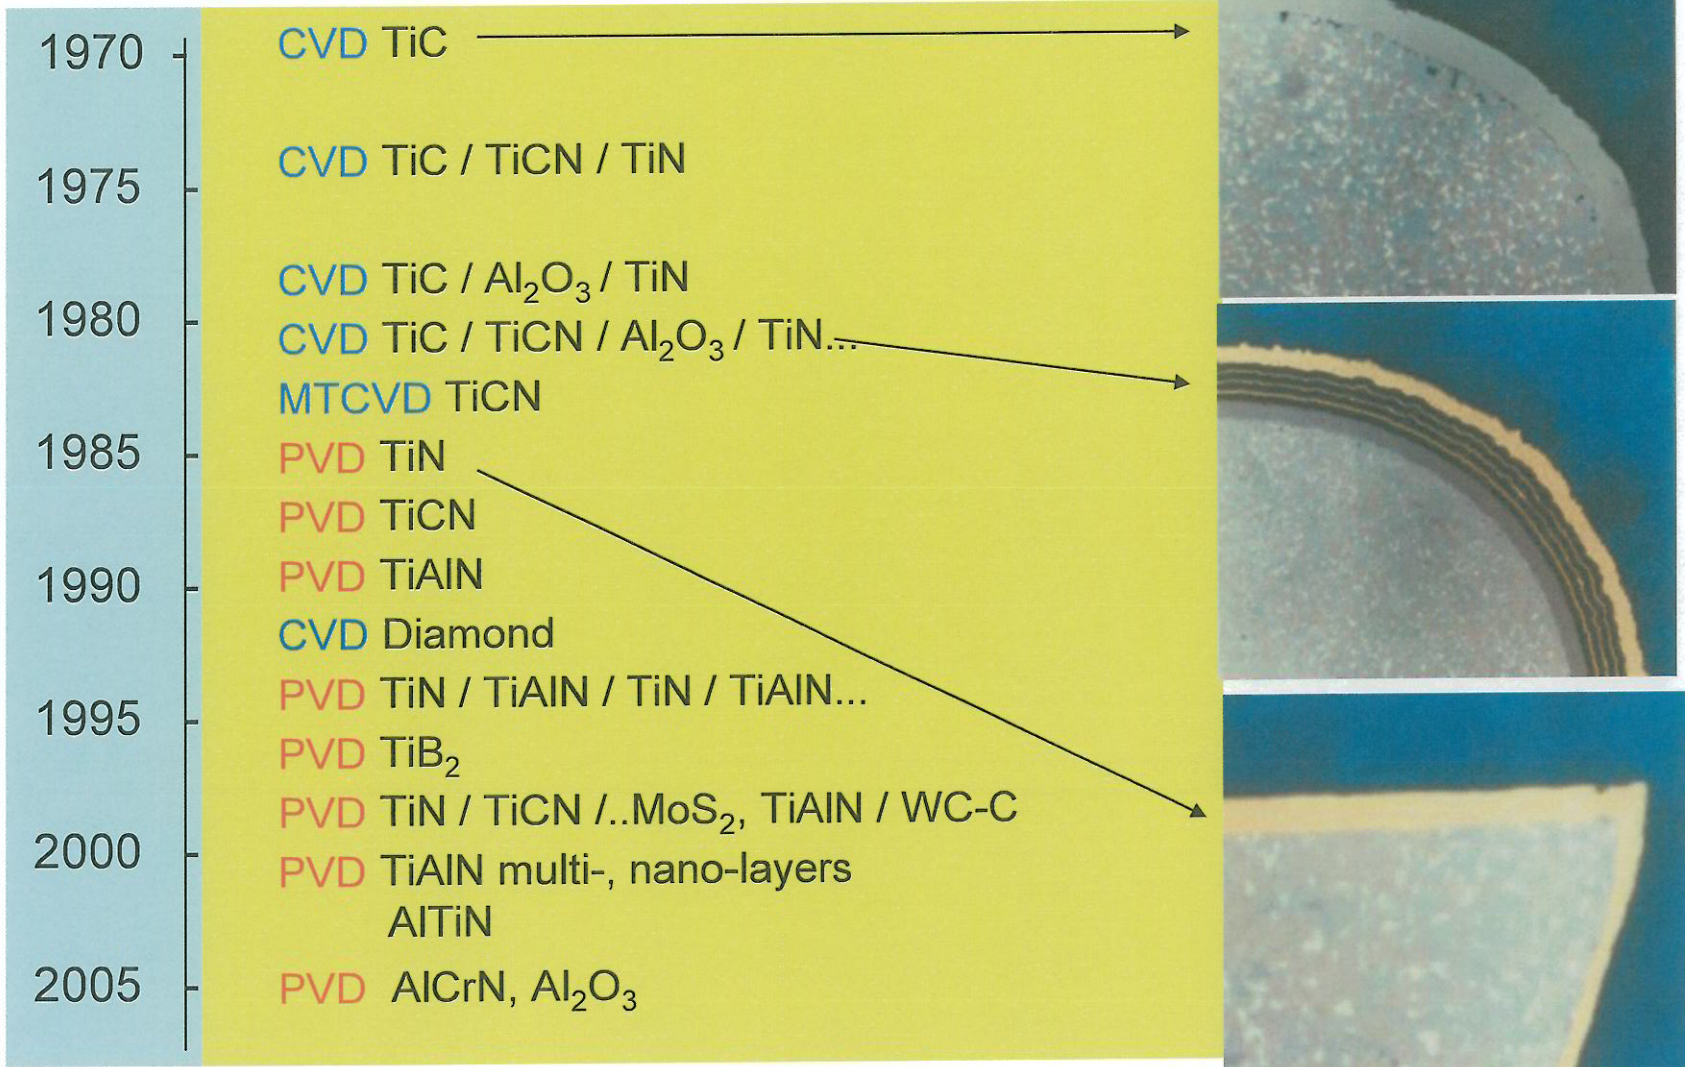 1970 CVD TiC
CVD TiC / TiCN / TiN
1975
CVD TiC / Al₂O₃ / TiN
1980
CVD TiC / TiCN / Al₂O₃ / TiN...
MTCVD TiCN
1985 PVD TiN
PVD TiCN
1990 PVD TiAlN
CVD Diamond
PVD TiN / TiAlN / TiN / TiAlN...
1995
PVD TiB₂
PVD TiN / TiCN /..MoS₂, TiAlN / WC-C
2000 PVD TiAlN multi-, nano-layers
AlTiN
2005 PVD AlCrN, Al₂O₃